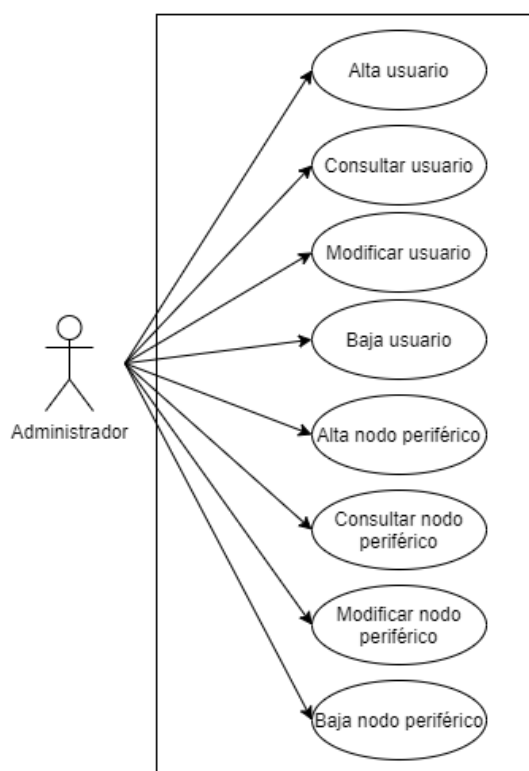 Alta usuario
Consultar usuario
Modificar usuario
Baja usuario
Administrador
Alta nodo periférico
Consultar nodo
periférico
Modificar nodo
periférico
Baja nodo periférico